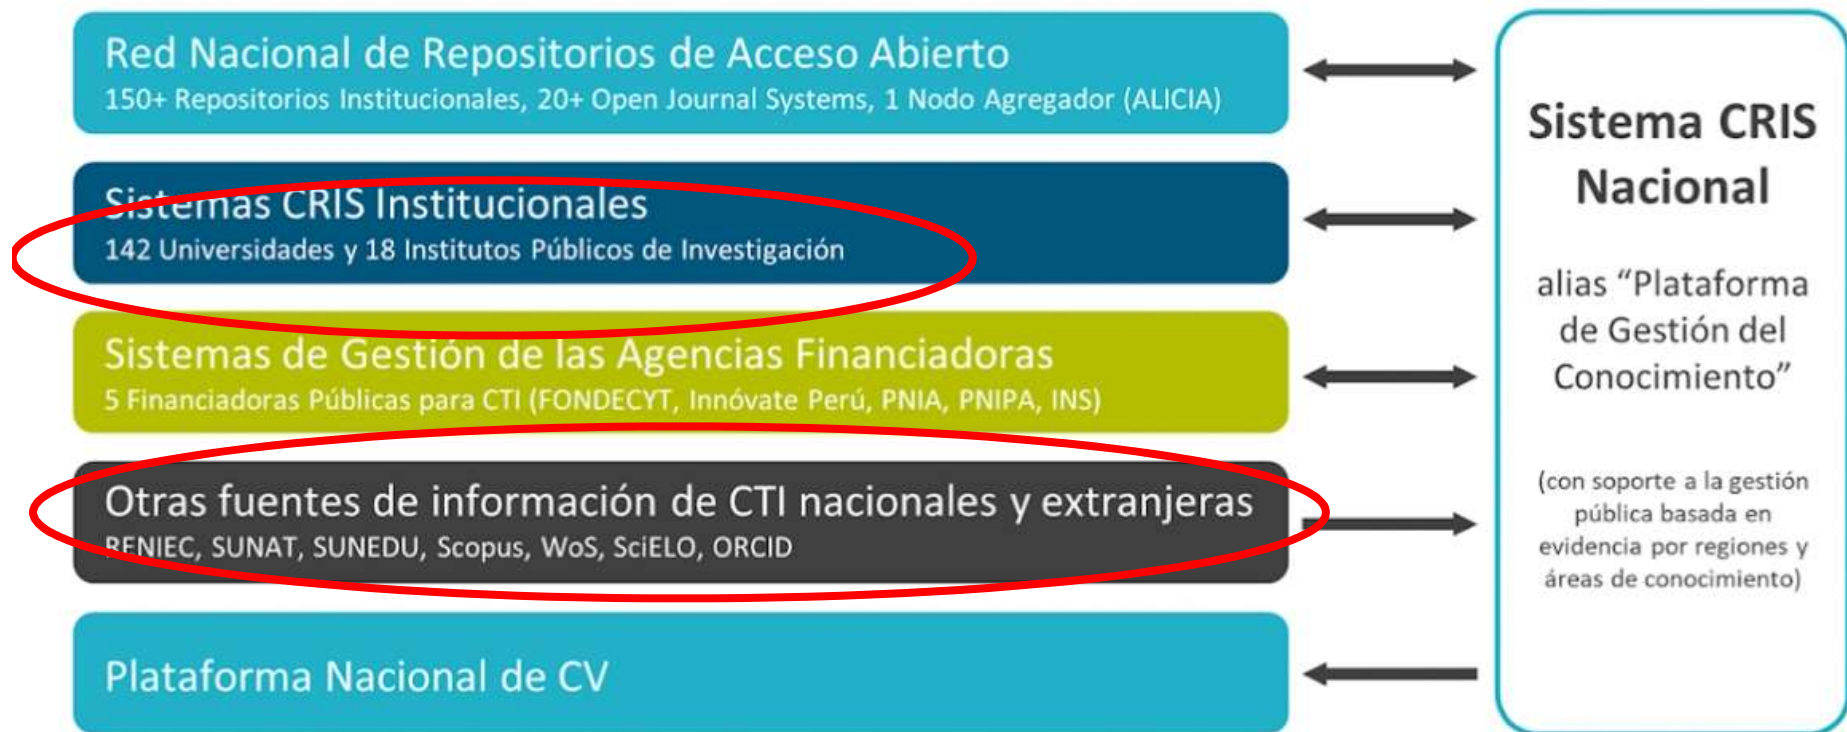 Red Nacional de Repositorios de Acceso Abierto
150+ Repositorios Institucionales, 20+ Open Journal Systems, 1 Nodo Agregador (ALICIA)
Sistemas CRIS Institucionales
142 Universidades y 18 Institutos Públicos de Investigación
Sistemas de Gestión de las Agencias Financiadoras
5 Financiadoras Públicas para CTI (FONDECYT, Innóvate Perú, PNIA, PNIPA, INS)
Otras fuentes de información de CTI nacionales y extranjeras
RENIEC, SUNAT, SUNEDU, Scopus, WoS, SciELO, ORCID
Plataforma Nacional de CV
Sistema CRIS
Nacional
alias “Plataforma
de Gestión del
Conocimiento”
(con soporte a la gestión
pública basada en
evidencia por regiones y
áreas de conocimiento)